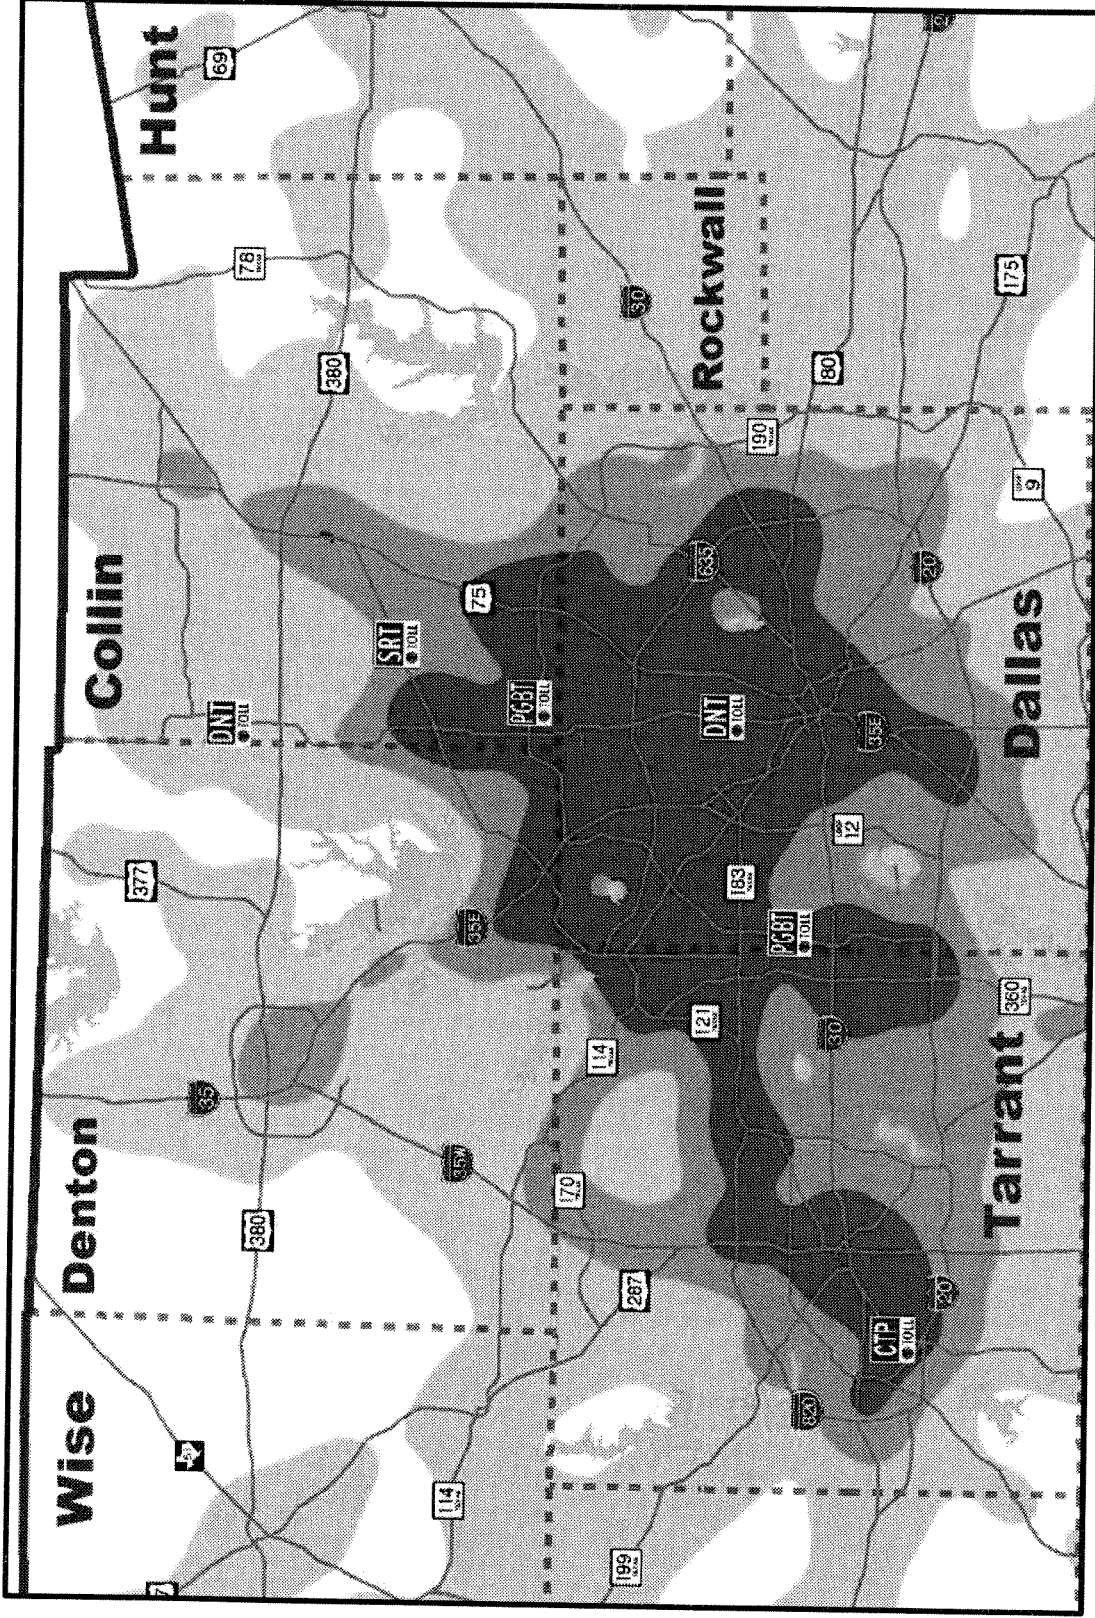 Wise
Denton
Collin
Hunt
377
69
35
DNT
TOLL
78
380
380
SRT
TOLL
114
35W
35E
75
PGBT
TOLL
170
114
199
287
30
121
635
DNT
TOLL
Rockwall
183
190
PGBT
TOLL
820
30
LOOP
12
80
CTP
TOLL
35E
20
20
Tarrant
360
Dallas
LOOP
9
175